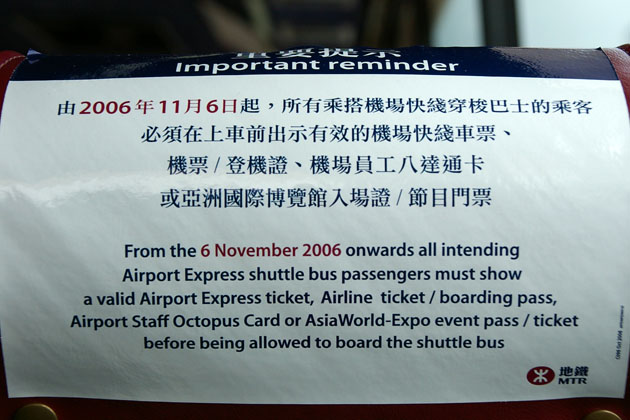 重要提示
Important reminder
由2006年11月6日起，所有乘搭機場快綫穿梭巴士的乘客
必須在上車前出示有效的機場快綫車票、
機票/登機證、機場員工八達通卡
或亞洲國際博覽館入場證/節目門票
From the 6 November 2006 onwards all intending
Airport Express shuttle bus passengers must show
a valid Airport Express ticket, Airline ticket / boarding pass,
Airport Staff Octopus Card or AsiaWorld-Expo event pass / ticket
before being allowed to board the shuttle bus
地鐵
MTR